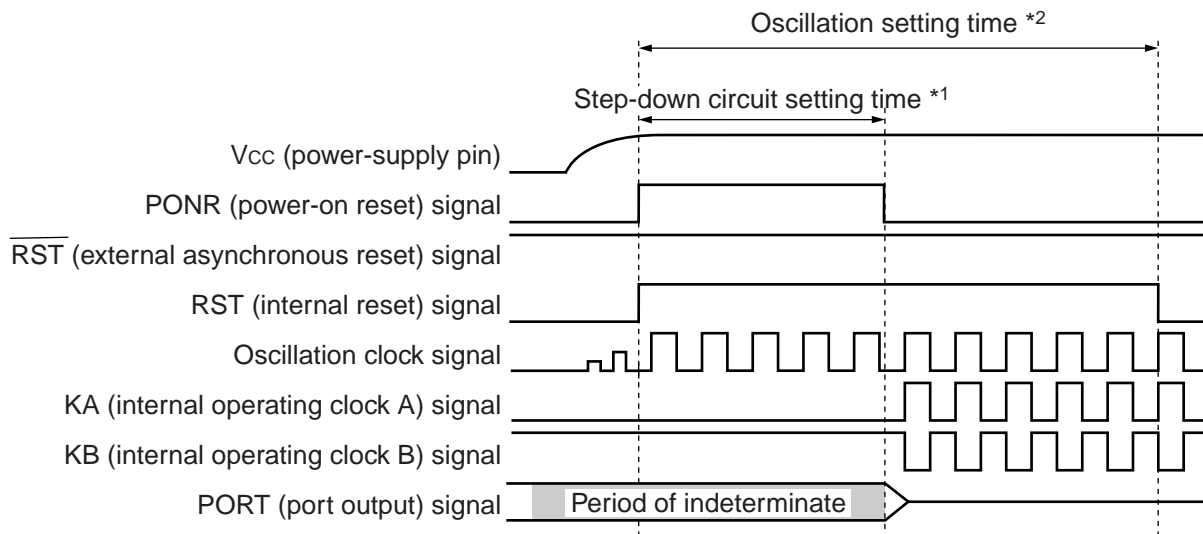 Oscillation setting time *2
Step-down circuit setting time *1
Vcc (power-supply pin)
PONR (power-on reset) signal
RST (external asynchronous reset) signal
RST (internal reset) signal
Oscillation clock signal
KA (internal operating clock A) signal
KB (internal operating clock B) signal
PORT (port output) signal
Period of indeterminate